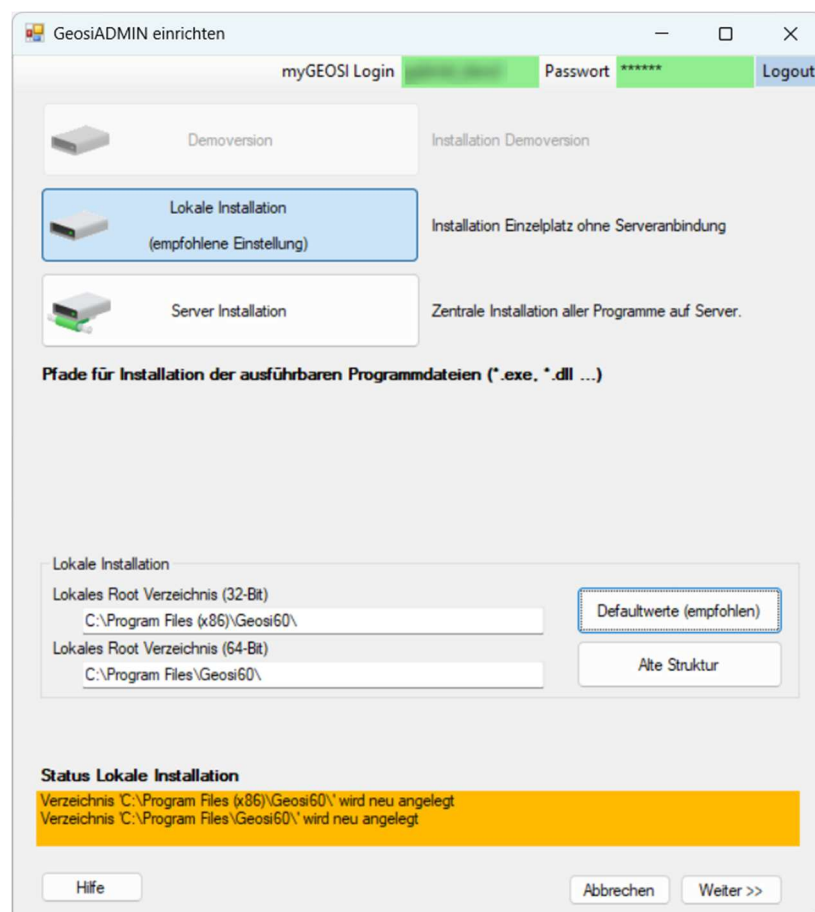 GeosiADMIN einrichten
myGEOSI Login Passwort ****** Logout
Demoversion Installation Demoversion
Lokale Installation
(empfohlene Einstellung) Installation Einzelplatz ohne Serveranbindung
Server Installation Zentrale Installation aller Programme auf Server.
Pfade für Installation der ausführbaren Programmdateien (*.exe, *.dll ...)
Lokale Installation
Lokales Root Verzeichnis (32-Bit)
C:\Program Files (x86)\Geosi60\ Defaultwerte (empfohlen)
Lokales Root Verzeichnis (64-Bit)
C:\Program Files\Geosi60\ Alte Struktur
Status Lokale Installation
Verzeichnis 'C:\Program Files (x86)\Geosi60\' wird neu angelegt
Verzeichnis 'C:\Program Files\Geosi60\' wird neu angelegt
Hilfe Abbrechen Weiter >>